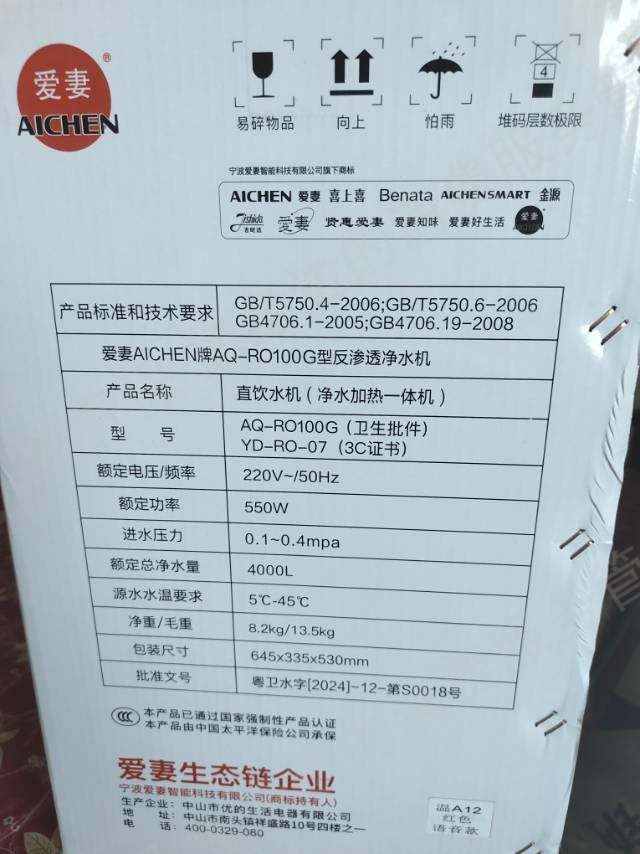 爱妻®
AICHEN
4
易碎物品 向上 怕雨 堆码层数极限
宁波爱妻智能科技有限公司旗下商标
AICHEN 爱妻 喜上喜 Benata AICHENSMART 金源
Jishida 爱妻 贤惠爱妻 爱妻知味 爱妻好生活 爱妻
吉时达
产品标准和技术要求 GB/T5750.4-2006;GB/T5750.6-2006
GB4706.1-2005;GB4706.19-2008
爱妻AICHEN牌AQ-RO100G型反渗透净水机
产品名称 直饮水机（净水加热一体机）
型 号 AQ-RO100G（卫生批件）
YD-RO-07（3C证书）
额定电压/频率 220V~/50Hz
额定功率 550W
进水压力 0.1~0.4mpa
额定总净水量 4000L
源水水温要求 5℃-45℃
净重/毛重 8.2kg/13.5kg
包装尺寸 645x335x530mm
批准文号 粤卫水字[2024]-12-第S0018号
CCC 本产品已通过国家强制性产品认证
本产品由中国太平洋保险公司承保
爱妻生态链企业
宁波爱妻智能科技有限公司(商标持有人)
生产企业: 中山市优的生活电器有限公司
地 址: 中山市南头镇祥盛路10号四楼之一
电 话: 400-0329-080
温A12
红色
语音款
管